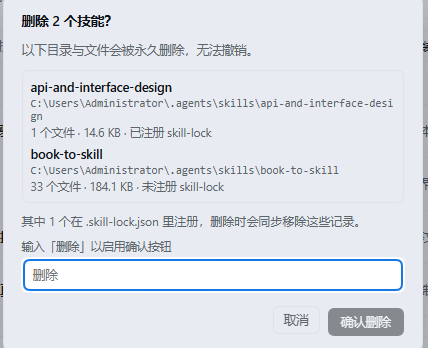 删除 2 个技能?
以下目录与文件会被永久删除，无法撤销。
api-and-interface-design
C:\Users\Administrator\.agents\skills\api-and-interface-desi
gn
1 个文件 · 14.6 KB · 已注册 skill-lock
book-to-skill
C:\Users\Administrator\.agents\skills\book-to-skill
33 个文件 · 184.1 KB · 未注册 skill-lock
其中 1 个在 .skill-lock.json 里注册，删除时会同步移除这些记录。
输入「删除」以启用确认按钮
删除
取消
确认删除